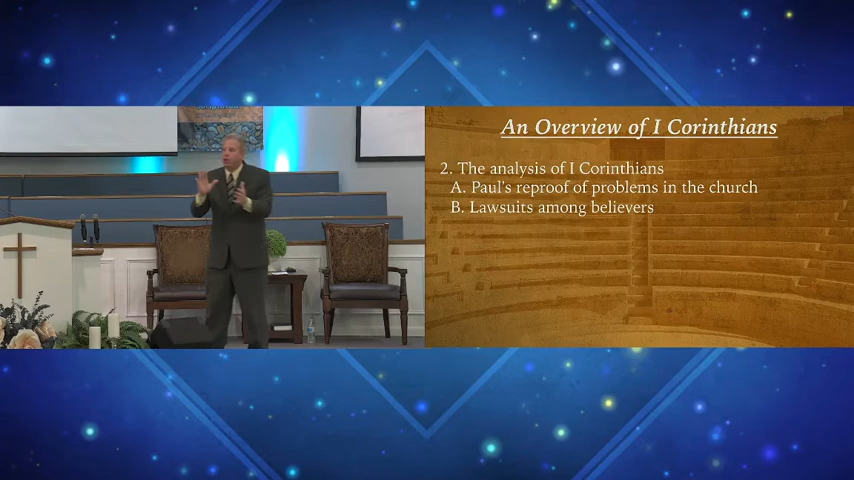 An Overview of I Corinthians
2. The analysis of I Corinthians
A. Paul's reproof of problems in the church
B. Lawsuits among believers